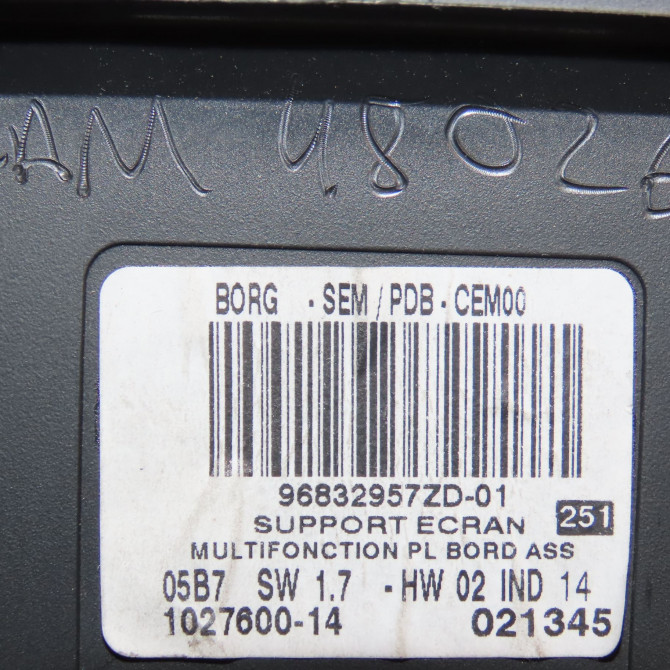 AM 4802
BORG - SEM / PDB - CEM00
96832957ZD-01
SUPPORT ECRAN 251
MULTIFONCTION PL BORD ASS
05B7 SW 1.7 - HW 02 IND 14
1027600-14 021345